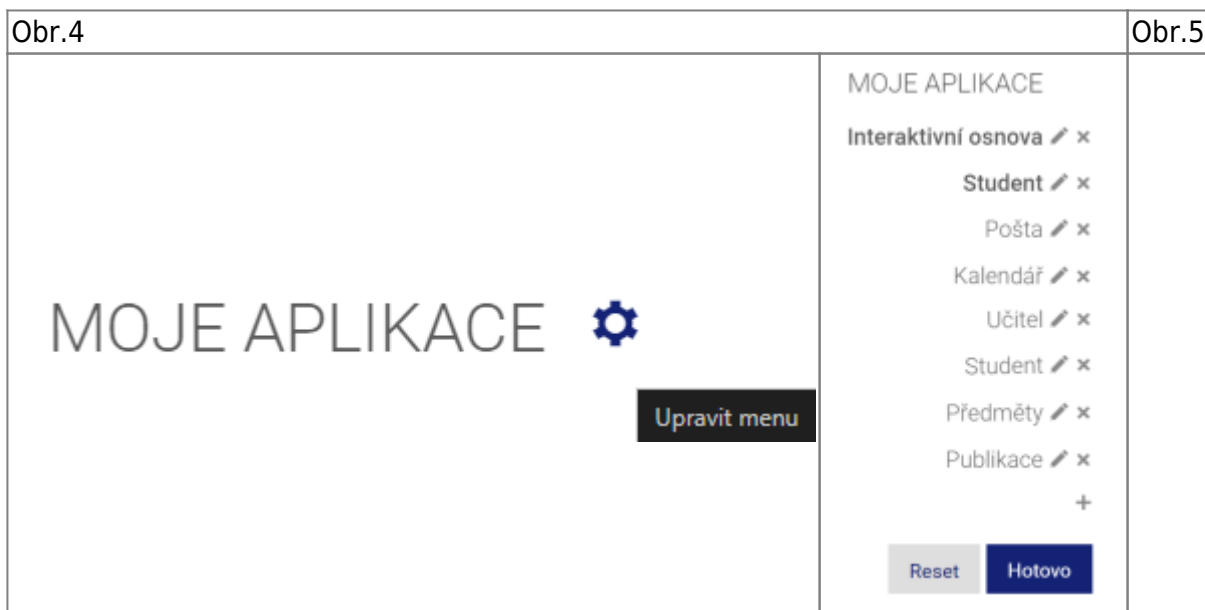 Obr.4
Obr.5
MOJE APLIKACE
Upravit menu
MOJE APLIKACE
Interaktivní osnova
Student
Pošta
Kalendář
Učitel
Student
Předměty
Publikace
+
Reset Hotovo